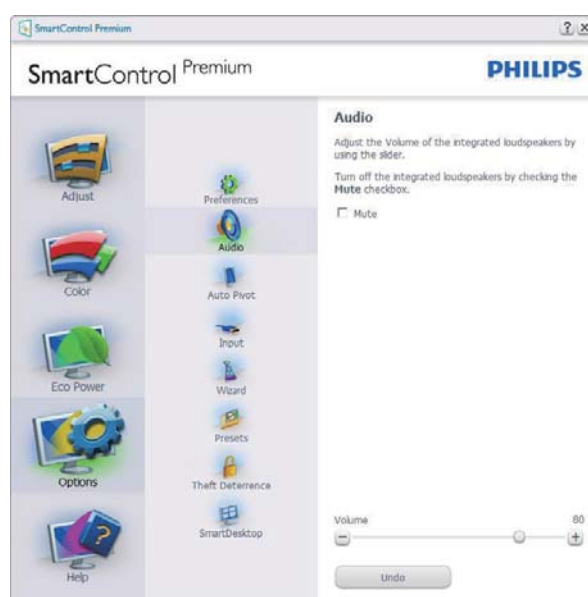 SmartControl Premium
SmartControl Premium
PHILIPS
Adjust
Color
Eco Power
Options
Help
Preferences
Audio
Auto Pivot
Input
Wizard
Presets
Theft Deterrence
SmartDesktop
Audio
Adjust the Volume of the integrated loudspeakers by
using the slider.
Turn off the integrated loudspeakers by checking the
Mute checkbox.
Mute
Volume 80
Undo